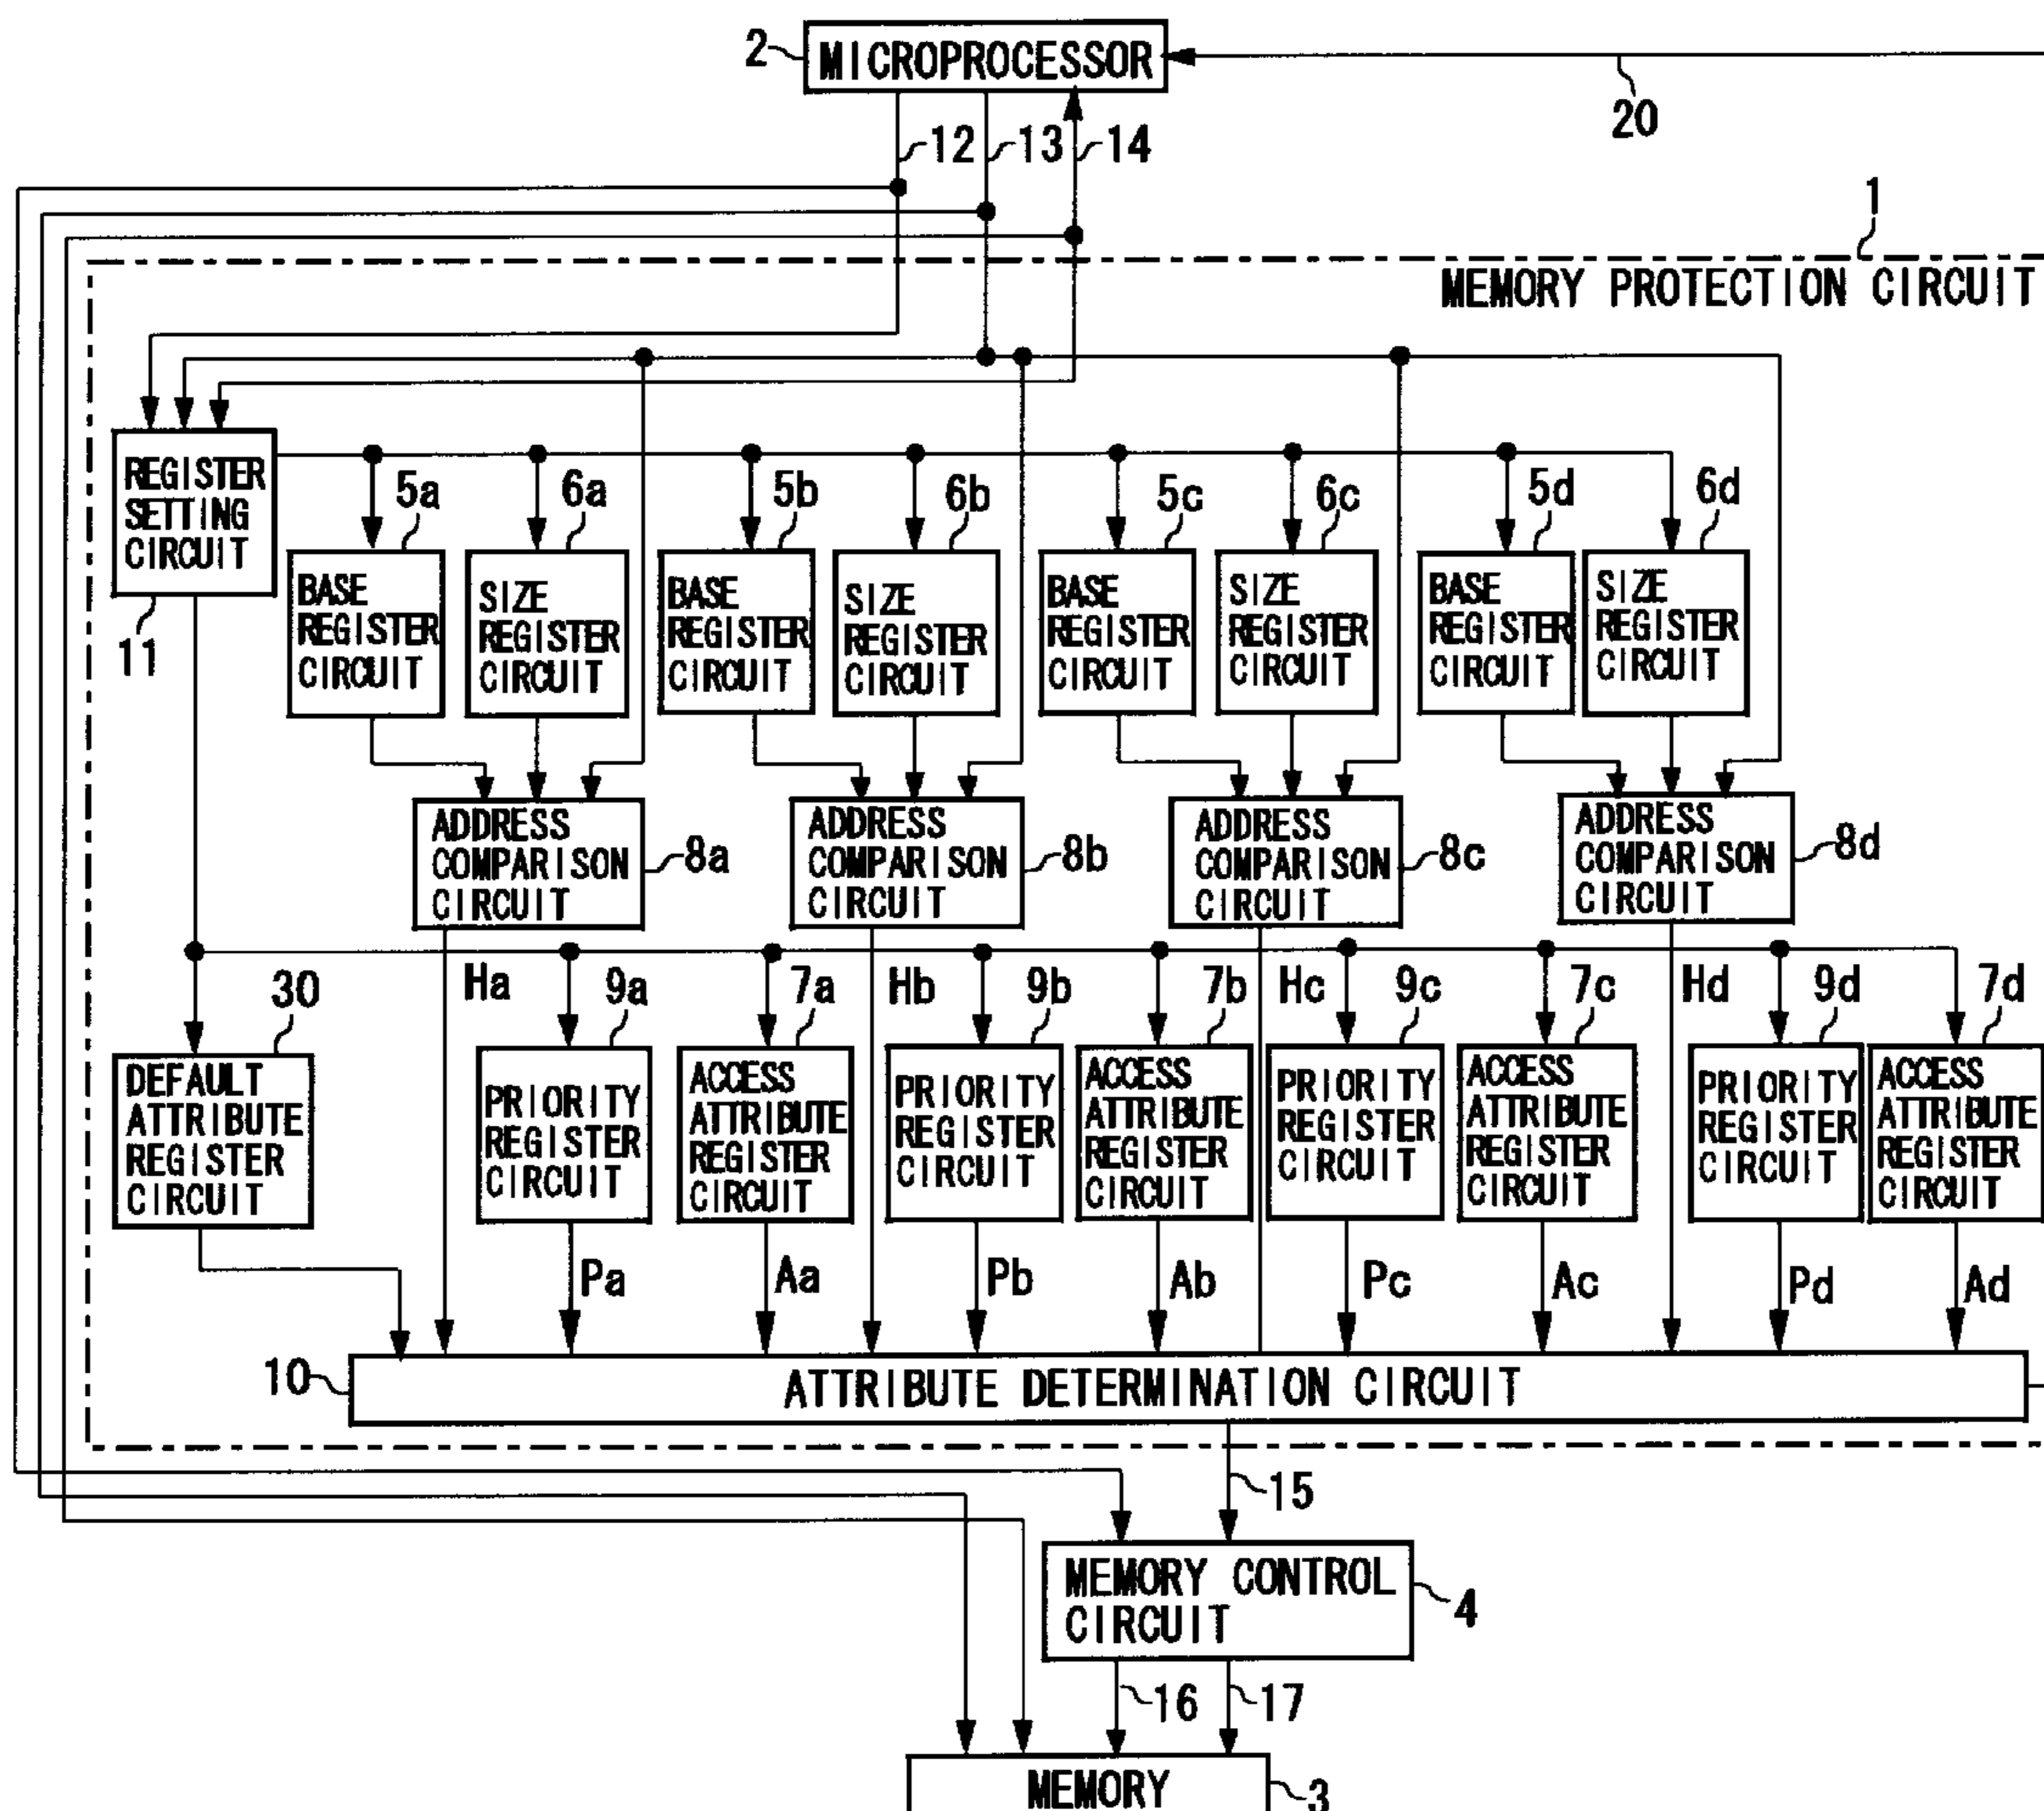 2
MICROPROCESSOR
20
12
13
14
1
MEMORY PROTECTION CIRCUIT
REGISTER
SETTING
CIRCUIT
11
5a
6a
5b
6b
5c
6c
5d
6d
BASE
REGISTER
CIRCUIT
SIZE
REGISTER
CIRCUIT
BASE
REGISTER
CIRCUIT
SIZE
REGISTER
CIRCUIT
BASE
REGISTER
CIRCUIT
SIZE
REGISTER
CIRCUIT
BASE
REGISTER
CIRCUIT
SIZE
REGISTER
CIRCUIT
ADDRESS
COMPARISON
CIRCUIT
8a
ADDRESS
COMPARISON
CIRCUIT
8b
ADDRESS
COMPARISON
CIRCUIT
8c
ADDRESS
COMPARISON
CIRCUIT
8d
30
Ha
9a
7a
Hb
9b
7b
Hc
9c
7c
Hd
9d
7d
DEFAULT
ATTRIBUTE
REGISTER
CIRCUIT
PRIORITY
REGISTER
CIRCUIT
ACCESS
ATTRIBUTE
REGISTER
CIRCUIT
PRIORITY
REGISTER
CIRCUIT
ACCESS
ATTRIBUTE
REGISTER
CIRCUIT
PRIORITY
REGISTER
CIRCUIT
ACCESS
ATTRIBUTE
REGISTER
CIRCUIT
PRIORITY
REGISTER
CIRCUIT
ACCESS
ATTRIBUTE
REGISTER
CIRCUIT
Pa
Aa
Pb
Ab
Pc
Ac
Pd
Ad
10
ATTRIBUTE DETERMINATION CIRCUIT
15
MEMORY CONTROL
CIRCUIT
4
16
17
MEMORY
3